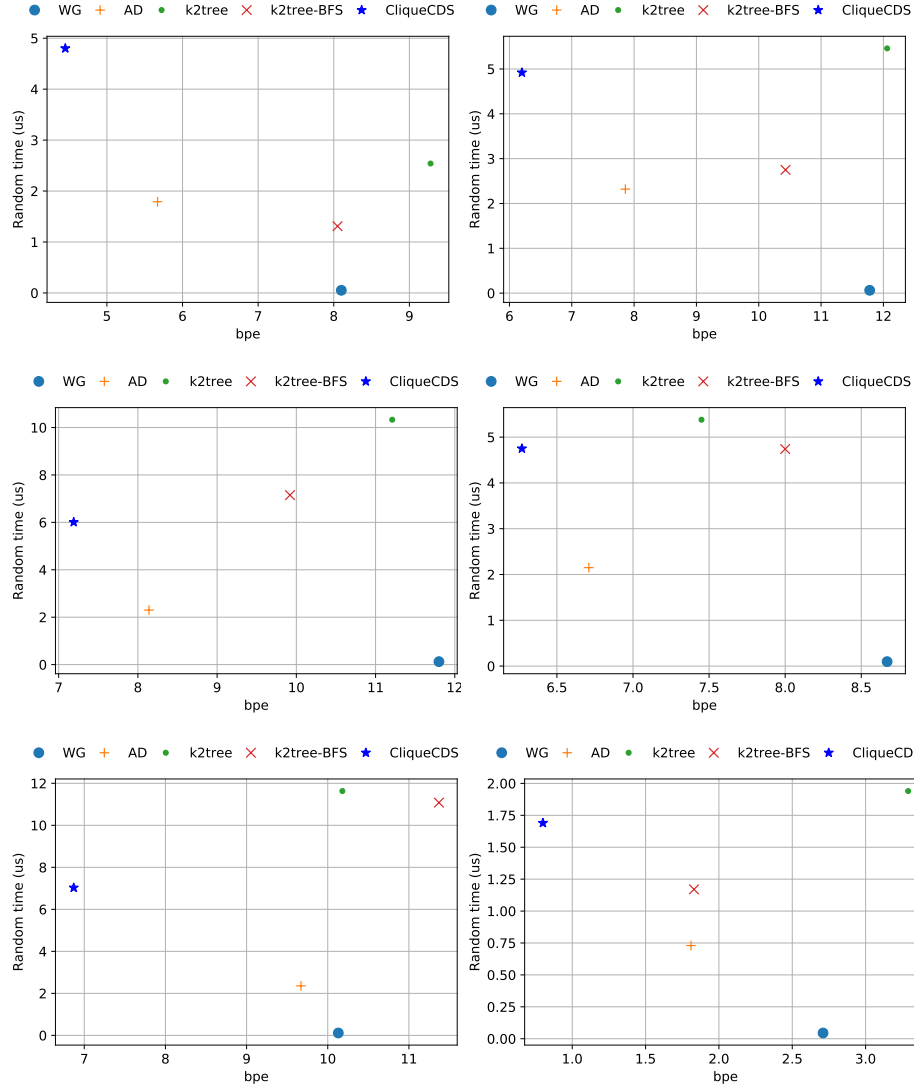 WG AD k2tree k2tree-BFS CliqueCDS
5
4
3
2
1
0
Random time (us)
5 6 7 8 9
bpe
WG AD k2tree k2tree-BFS CliqueCDS
5
4
3
2
1
0
Random time (us)
6 7 8 9 10 11 12
bpe
WG AD k2tree k2tree-BFS CliqueCDS
10
8
6
4
2
0
Random time (us)
7 8 9 10 11 12
bpe
WG AD k2tree k2tree-BFS CliqueCDS
5
4
3
2
1
0
Random time (us)
6.5 7.0 7.5 8.0 8.5
bpe
WG AD k2tree k2tree-BFS CliqueCDS
12
10
8
6
4
2
0
Random time (us)
7 8 9 10 11
bpe
WG AD k2tree k2tree-BFS CliqueCDS
2.00
1.75
1.50
1.25
1.00
0.75
0.50
0.25
0.00
Random time (us)
1.0 1.5 2.0 2.5 3.0
bpe